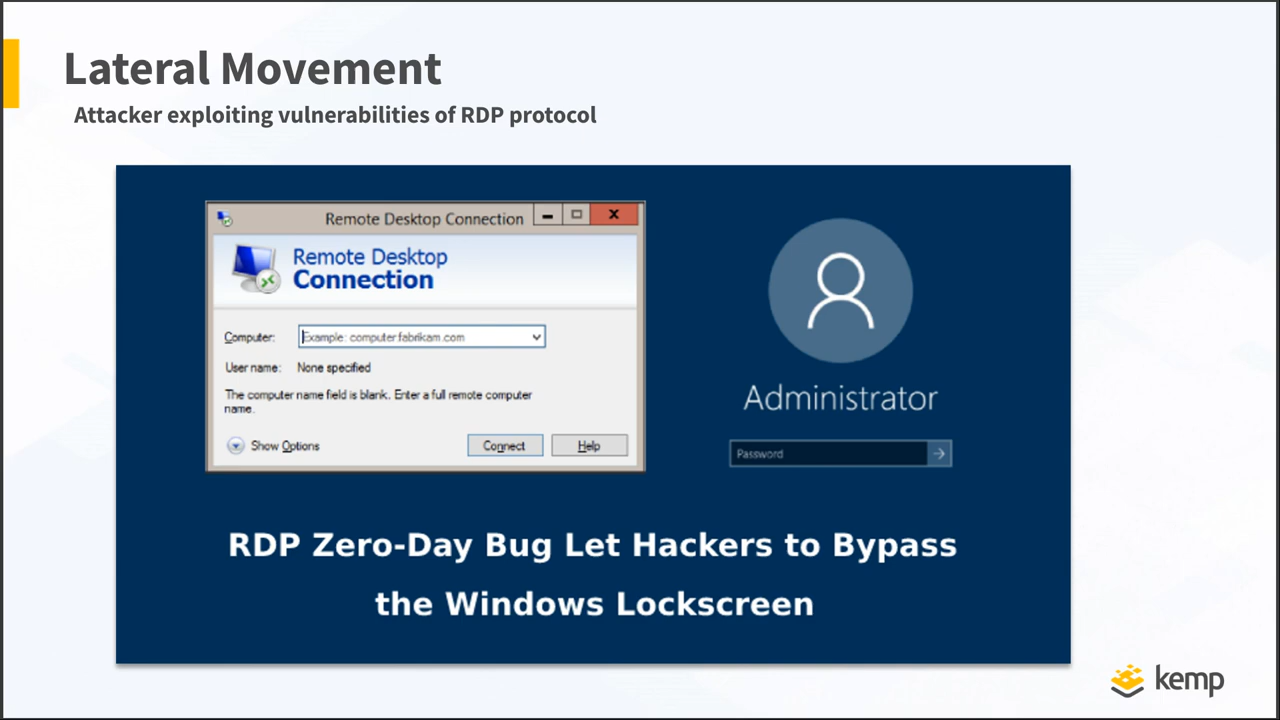 Lateral Movement
Attacker exploiting vulnerabilities of RDP protocol
Remote Desktop Connection
Remote Desktop
Connection
Computer:
Example: computer.fabrikam.com
User name: None specified
The computer name field is blank. Enter a full remote computer
name.
Show Options
Connect
Help
Administrator
Password
RDP Zero-Day Bug Let Hackers to Bypass
the Windows Lockscreen
kemp